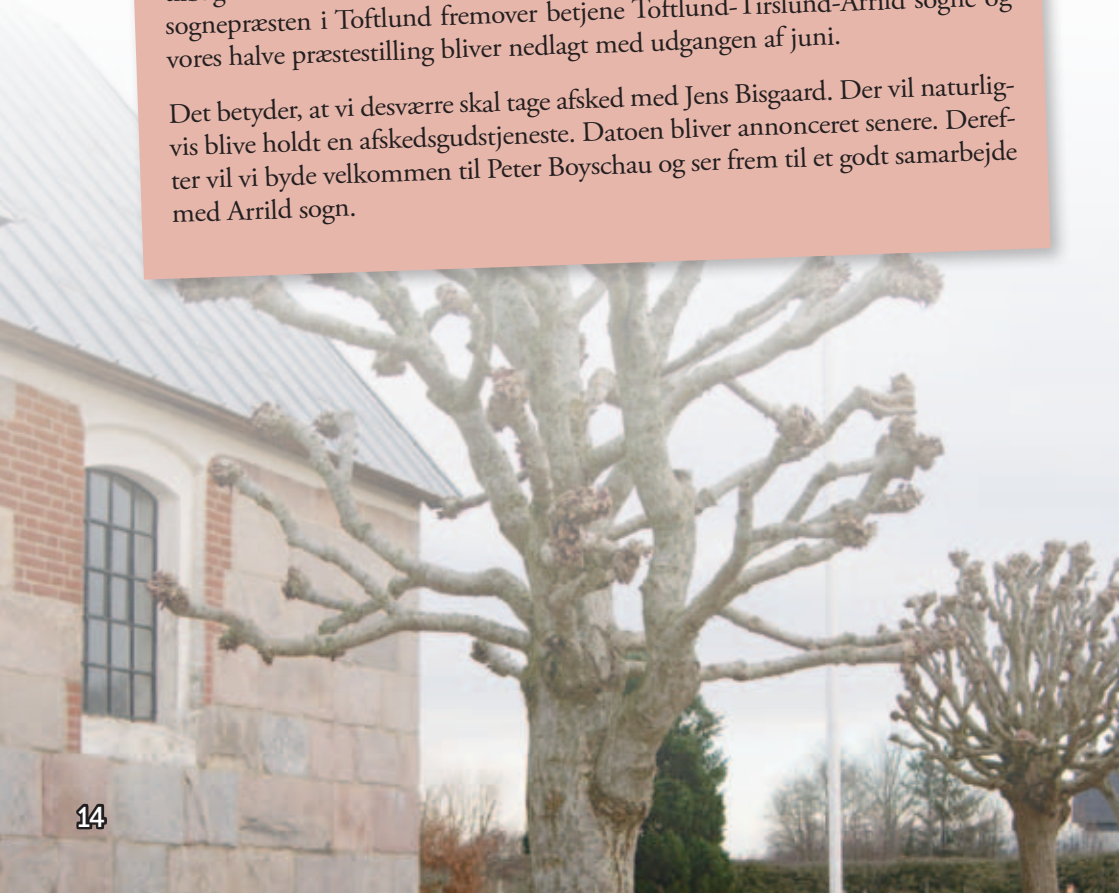 sognepræsten i Toftlund fremover betjene Toftlund-Tirslund-Arrild sogne og
vores halve præstestilling bliver nedlagt med udgangen af juni.
Det betyder, at vi desværre skal tage afsked med Jens Bisgaard. Der vil naturlig-
vis blive holdt en afskedsgudstjeneste. Datoen bliver annonceret senere. Deref-
ter vil vi byde velkommen til Peter Boyschau og ser frem til et godt samarbejde
med Arrild sogn.
14